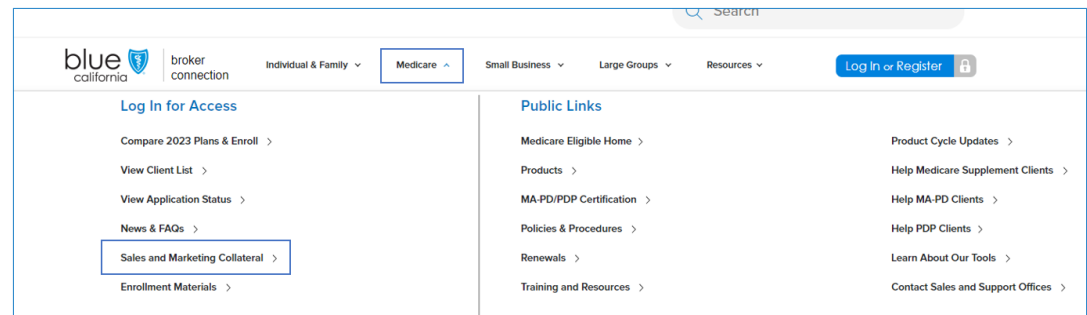 Search
blue
california
broker
connection
Individual & Family
Medicare
Small Business
Large Groups
Resources
Log In or Register
Log In for Access
Compare 2023 Plans & Enroll
View Client List
View Application Status
News & FAQs
Sales and Marketing Collateral
Enrollment Materials
Public Links
Medicare Eligible Home
Products
MA-PD/PDP Certification
Policies & Procedures
Renewals
Training and Resources
Product Cycle Updates
Help Medicare Supplement Clients
Help MA-PD Clients
Help PDP Clients
Learn About Our Tools
Contact Sales and Support Offices